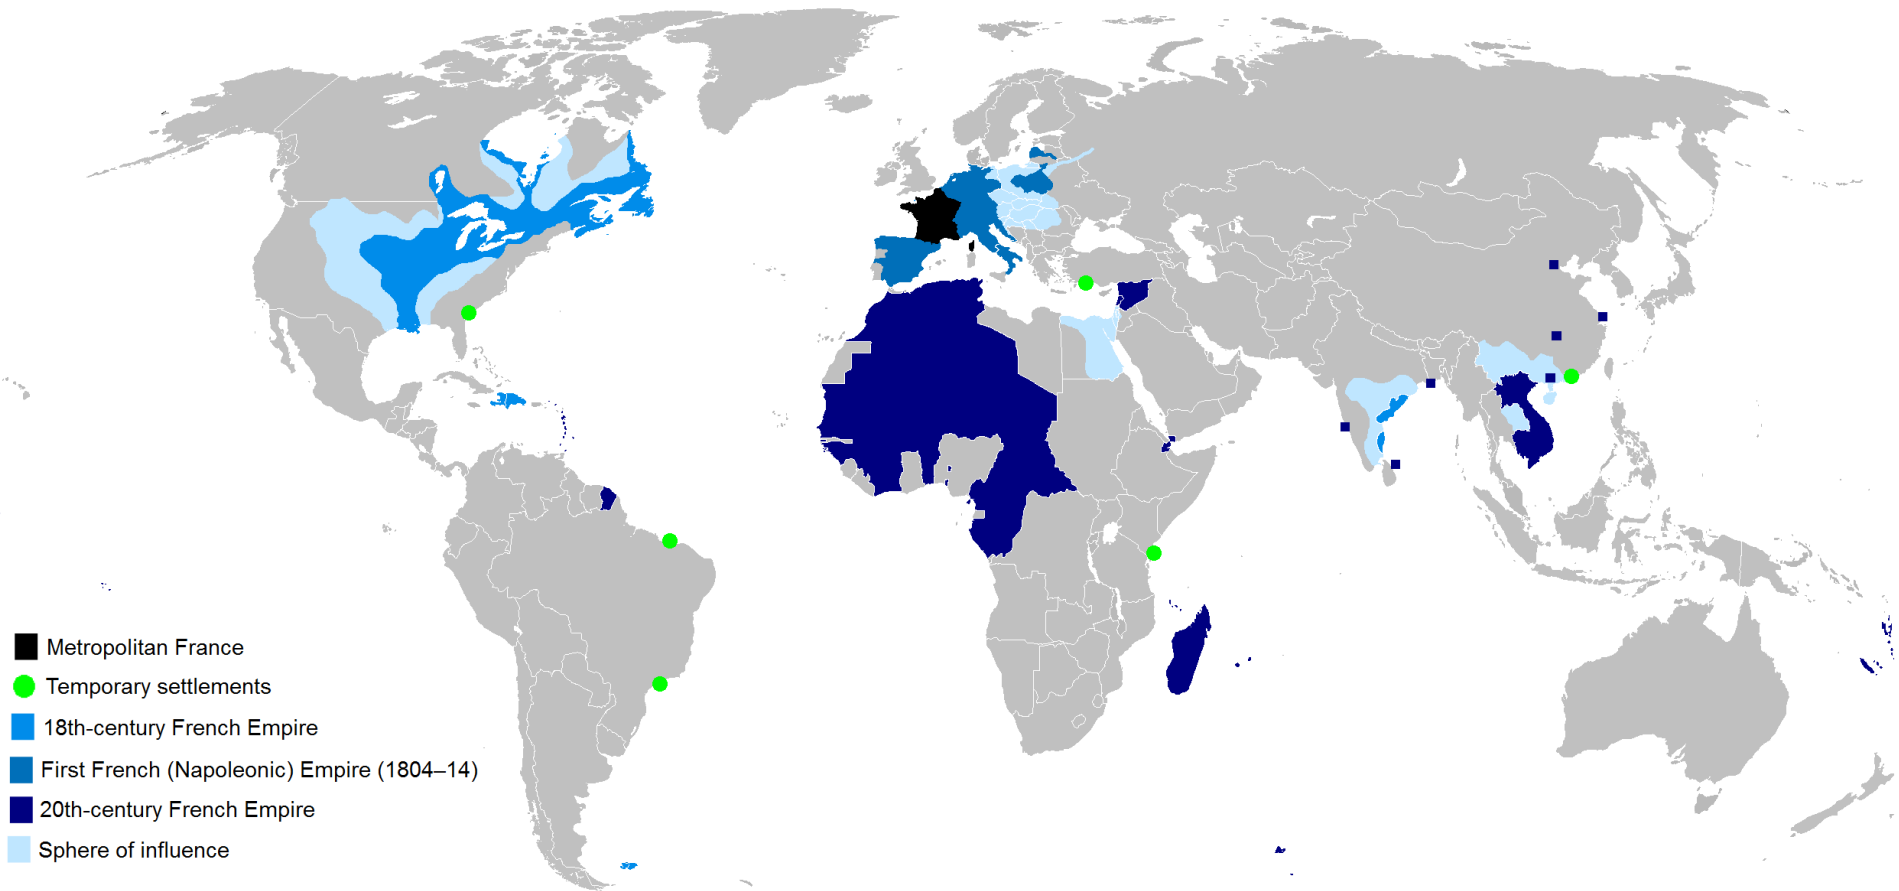 Metropolitan France
Temporary settlements
18th-century French Empire
First French (Napoleonic) Empire (1804–14)
20th-century French Empire
Sphere of influence